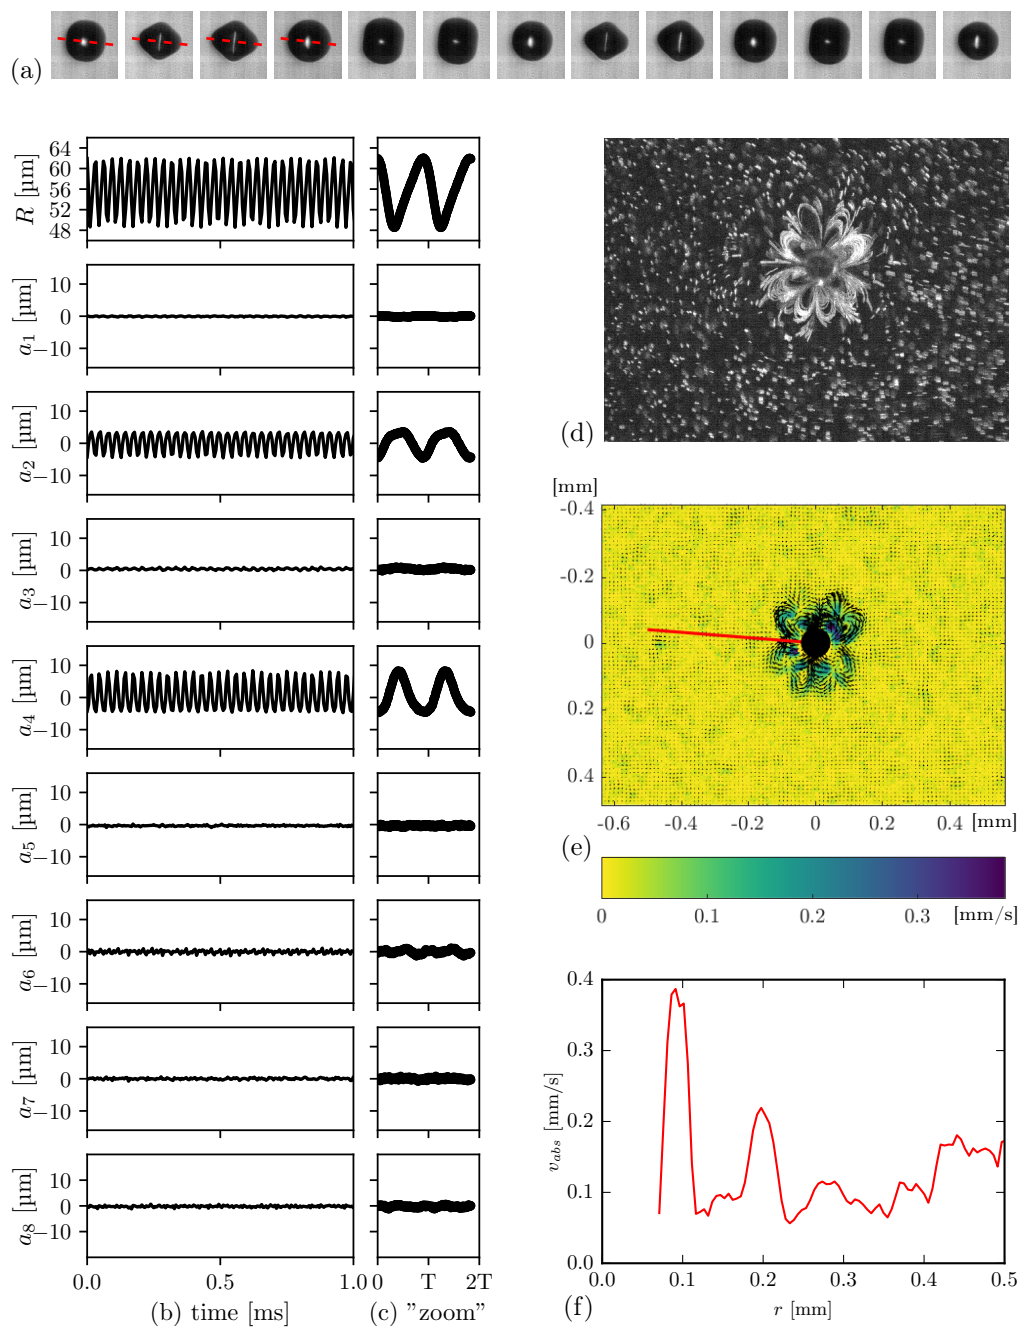 (a)
R [µm]
64
60
56
52
48
a1 [µm]
10
0
−10
a2 [µm]
10
0
−10
a3 [µm]
10
0
−10
a4 [µm]
10
0
−10
a5 [µm]
10
0
−10
a6 [µm]
10
0
−10
a7 [µm]
10
0
−10
a8 [µm]
10
0
−10
0.0 0.5 1.0
(b) time [ms]
0 T 2T
(c) "zoom"
(d)
[mm]
-0.4
-0.2
0
0.2
0.4
-0.6 -0.4 -0.2 0 0.2 0.4 [mm]
(e)
0 0.1 0.2 0.3 [mm/s]
0.4
0.3
0.2
0.1
0.0
vabs [mm/s]
0.0 0.1 0.2 0.3 0.4 0.5
r [mm]
(f)